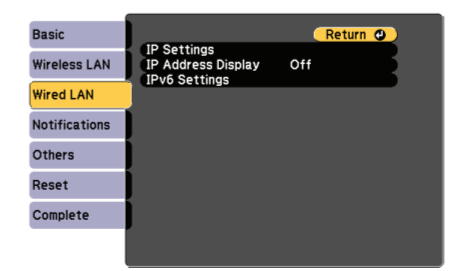 Basic
Wireless LAN
Wired LAN
Notifications
Others
Reset
Complete
Return
IP Settings
IP Address Display Off
IPv6 Settings